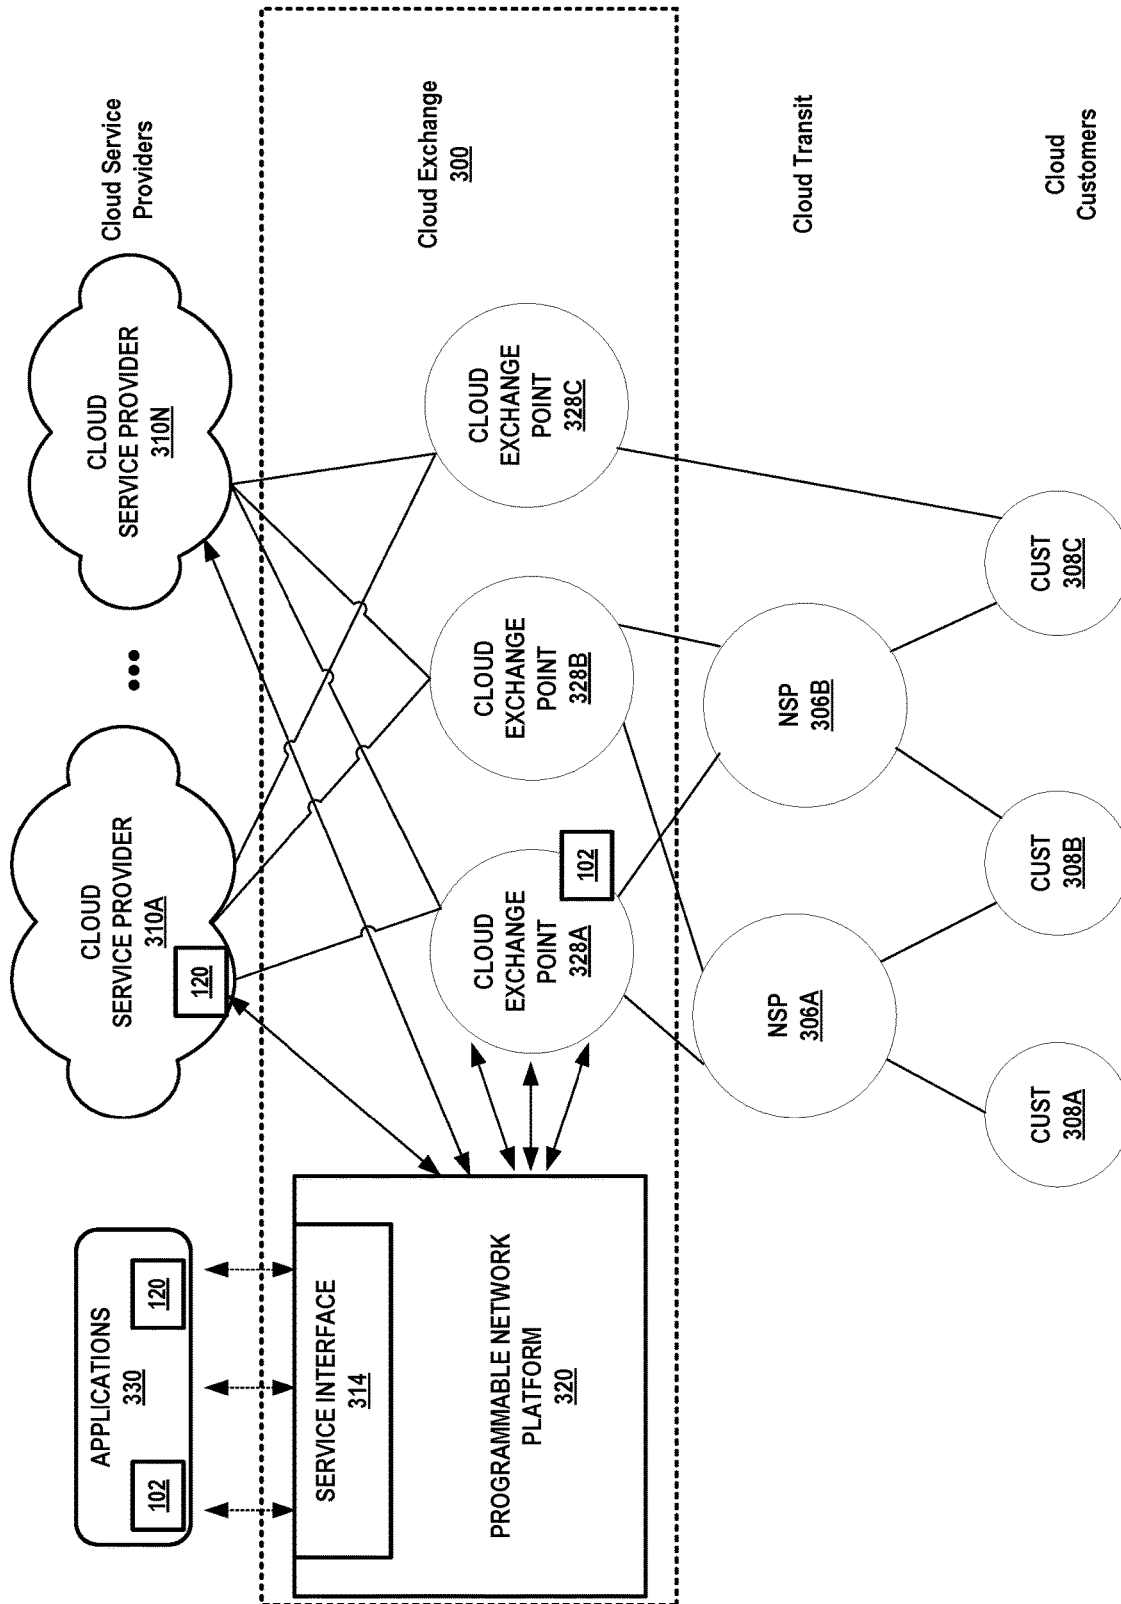 APPLICATIONS
330
102
120
CLOUD
SERVICE PROVIDER
310A
120
...
CLOUD
SERVICE PROVIDER
310N
Cloud Service
Providers
SERVICE INTERFACE
314
PROGRAMMABLE NETWORK
PLATFORM
320
CLOUD
EXCHANGE
POINT
328A
102
CLOUD
EXCHANGE
POINT
328B
CLOUD
EXCHANGE
POINT
328C
Cloud Exchange
300
NSP
306A
NSP
306B
Cloud Transit
CUST
308A
CUST
308B
CUST
308C
Cloud
Customers